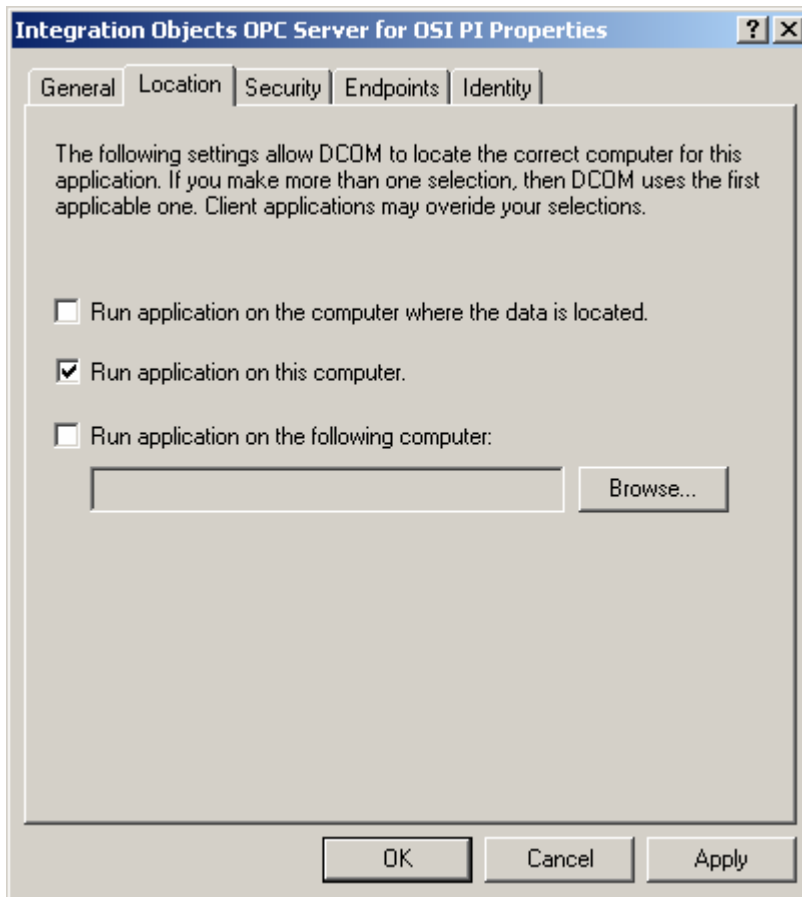 Integration Objects OPC Server for OSI PI Properties ? X
General Location Security Endpoints Identity
The following settings allow DCOM to locate the correct computer for this
application. If you make more than one selection, then DCOM uses the first
applicable one. Client applications may overide your selections.
Run application on the computer where the data is located.
Run application on this computer.
Run application on the following computer:
Browse...
OK Cancel Apply